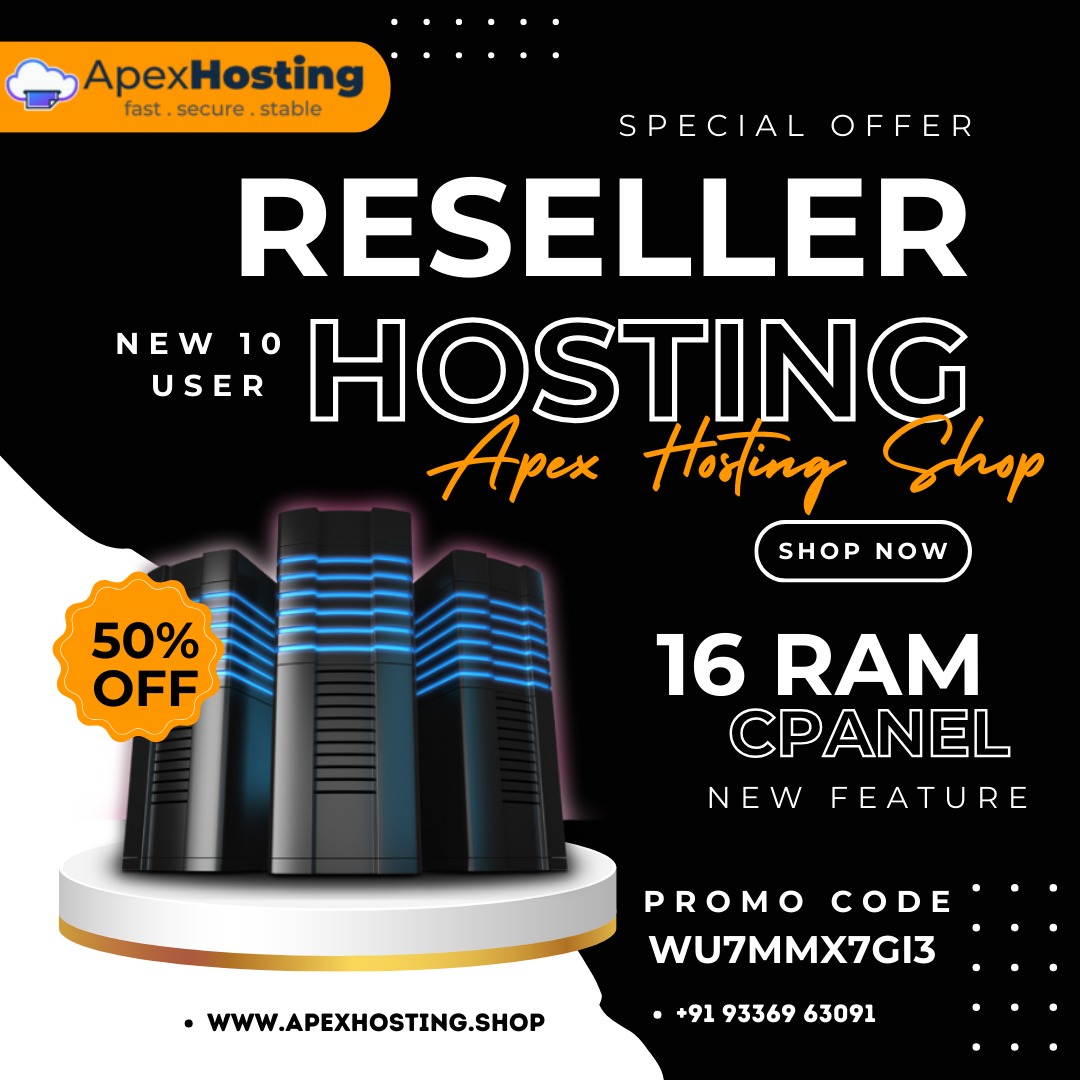 ApexHosting
fast . secure . stable
SPECIAL OFFER
RESELLER
NEW 10
USER
HOSTING
Apex Hosting Shop
SHOP NOW
50%
OFF
16 RAM
CPANEL
NEW FEATURE
PROMO CODE
WU7MMX7GI3
• WWW.APEXHOSTING.SHOP
• +91 93369 63091